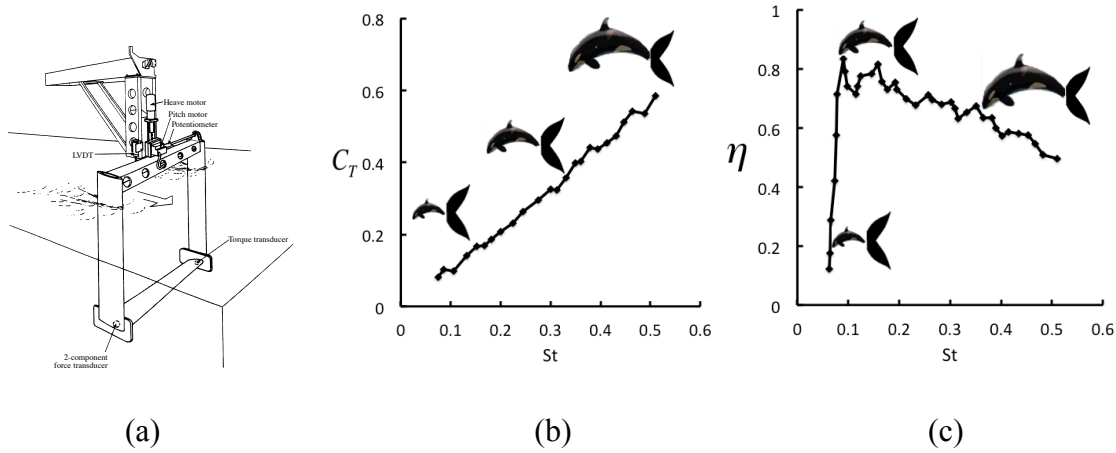 Heave motor
Pitch motor
Potentiometer
LVDT
Torque transducer
2-component
force transducer
(a)
0.8
0.6
0.4
0.2
0
C_T
0 0.1 0.2 0.3 0.4 0.5 0.6
St
(b)
1
0.8
0.6
0.4
0.2
0
η
0 0.1 0.2 0.3 0.4 0.5 0.6
St
(c)